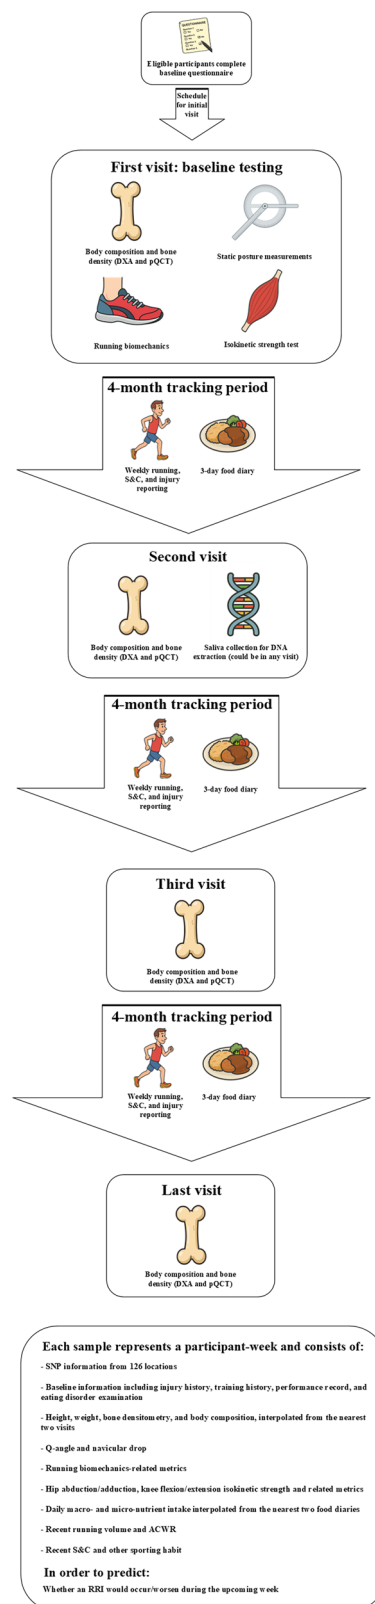 QUESTIONNAIRE
Eligible participants complete
baseline questionnaire
Schedule
for initial
visit
First visit: baseline testing
Body composition and bone
density (DXA and pQCT)
Static posture measurements
Running biomechanics
Isokinetic strength test
4-month tracking period
Weekly running,
S&C, and injury
reporting
3-day food diary
Second visit
Body composition and bone
density (DXA and pQCT)
Saliva collection for DNA
extraction (could be in any visit)
4-month tracking period
Weekly running,
S&C, and injury
reporting
3-day food diary
Third visit
Body composition and bone
density (DXA and pQCT)
4-month tracking period
Weekly running,
S&C, and injury
reporting
3-day food diary
Last visit
Body composition and bone
density (DXA and pQCT)
Each sample represents a participant-week and consists of:
- SNP information from 126 locations
- Baseline information including injury history, training history, performance record, and
eating disorder examination
- Height, weight, bone densitometry, and body composition, interpolated from the nearest
two visits
- Q-angle and navicular drop
- Running biomechanics-related metrics
- Hip abduction/adduction, knee flexion/extension isokinetic strength and related metrics
- Daily macro- and micro-nutrient intake interpolated from the nearest two food diaries
- Recent running volume and ACWR
- Recent S&C and other sporting habit
In order to predict:
Whether an RRI would occur/worsen during the upcoming week